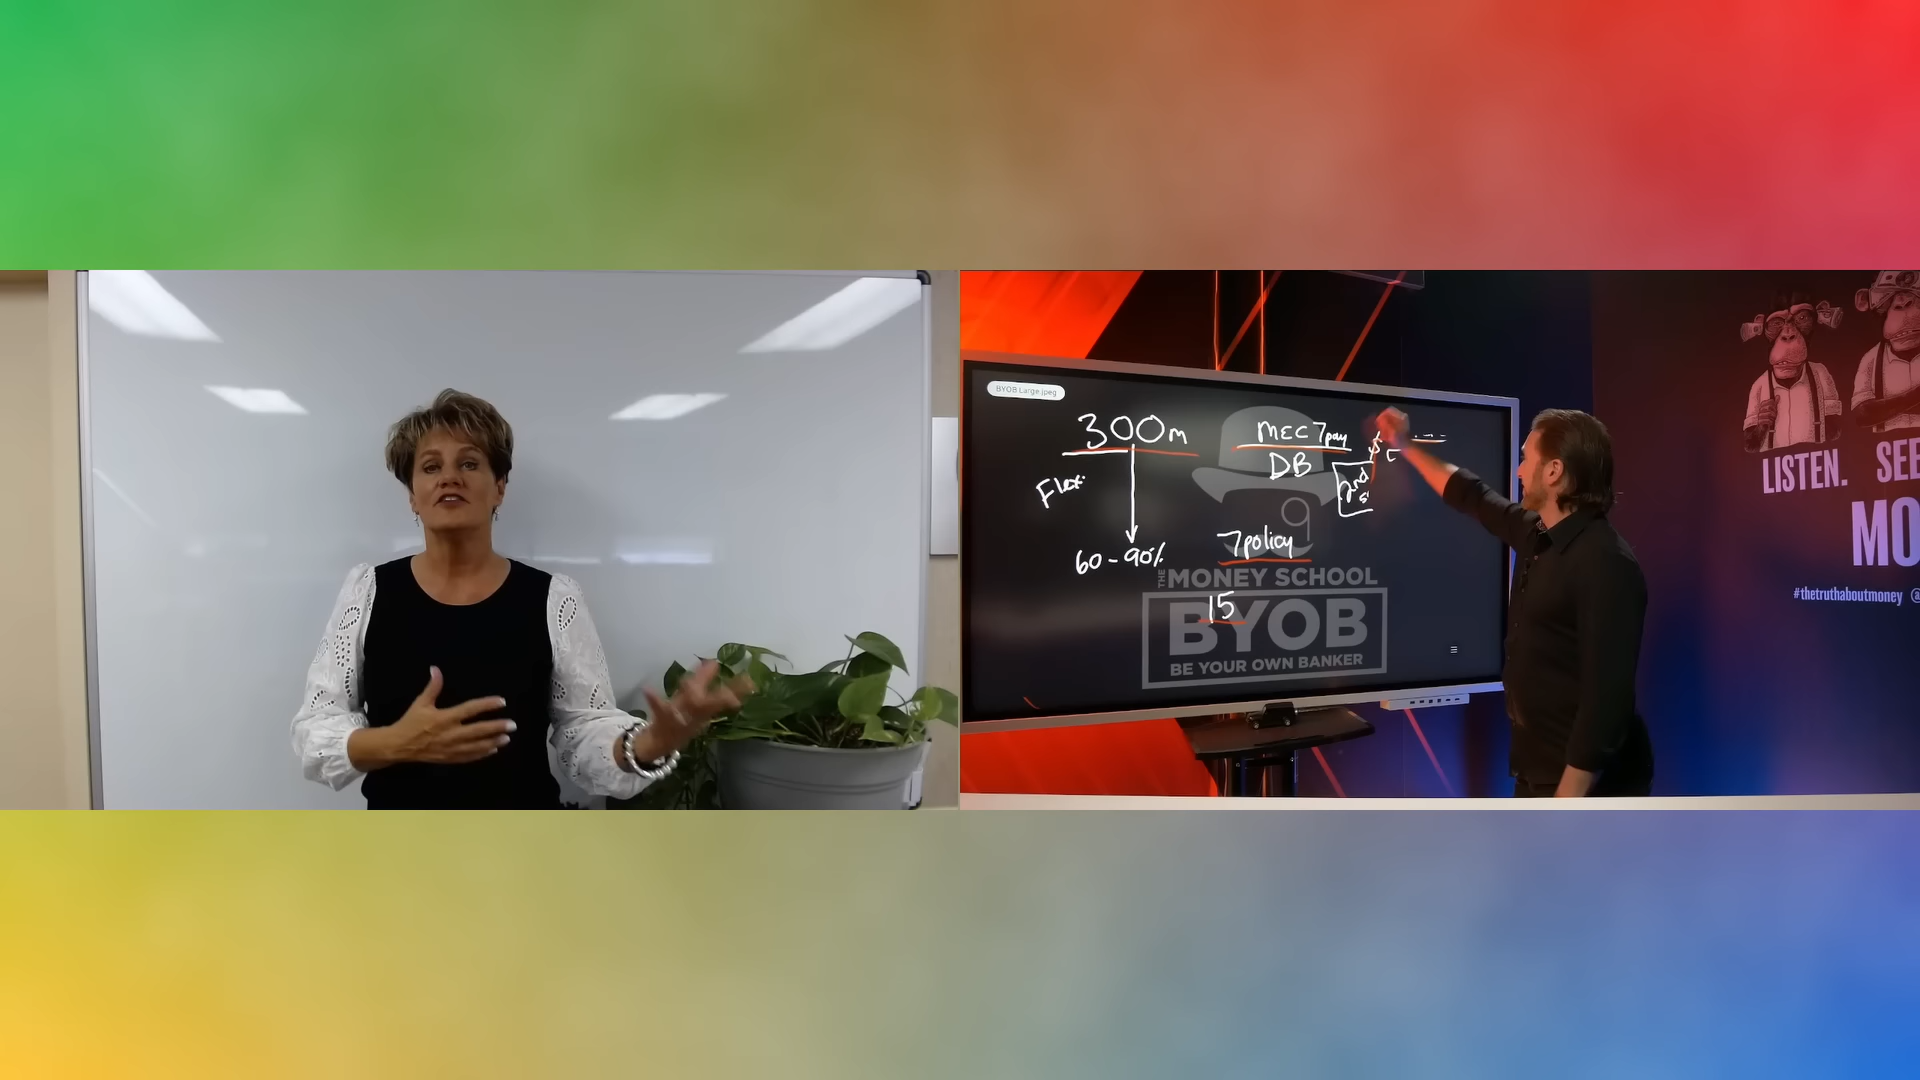 BYOB Large.jpeg
300m
Flex
60-90%
MEC 7pay
DB
2nd
7policy
15
THE MONEY SCHOOL
BYOB
BE YOUR OWN BANKER
LISTEN. SEE
MO
#thetruthaboutmoney @